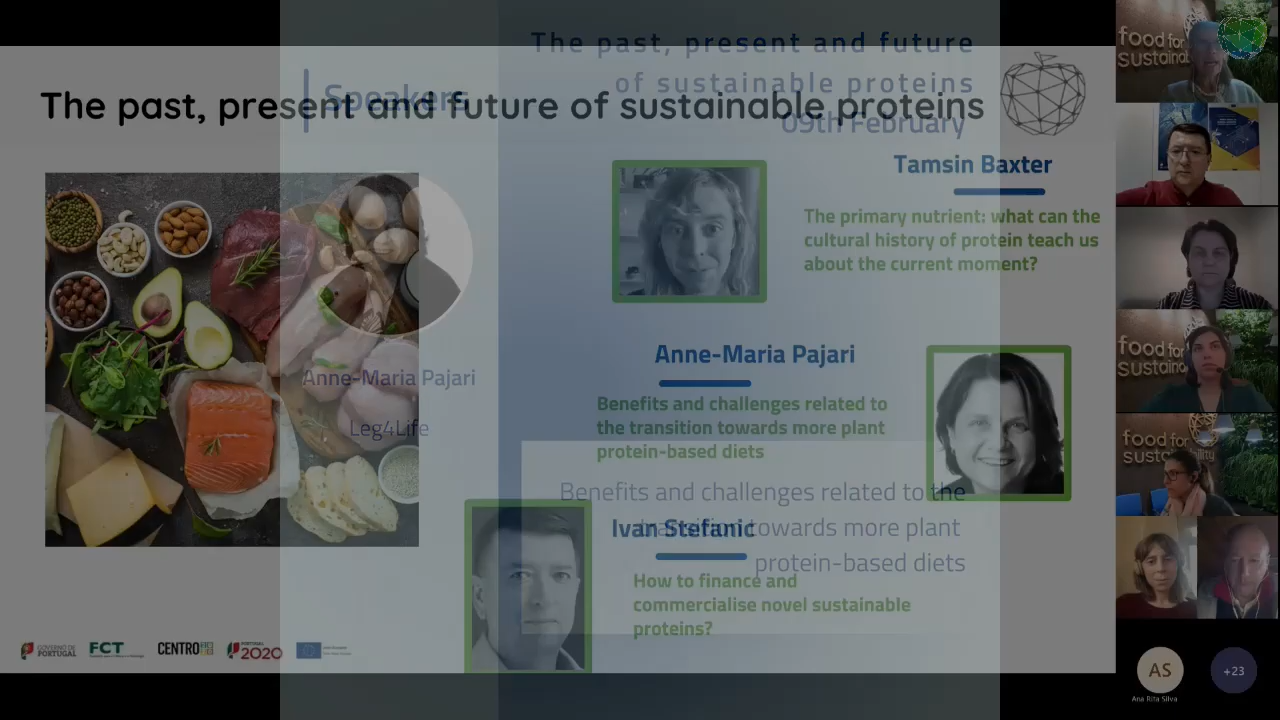 The past, present and future
of sustainable proteins
09th February
Speakers
The past, present and future of sustainable proteins
Tamsin Baxter
The primary nutrient: what can the
cultural history of protein teach us
about the current moment?
Anne-Maria Pajari
Benefits and challenges related to
the transition towards more plant
protein-based diets
Anne-Maria Pajari
Leg4Life
Benefits and challenges related to the
transition towards more plant
protein-based diets
Ivan Stefanic
How to finance and
commercialise novel sustainable
proteins?
GOVERNO DE
PORTUGAL
FCT
CENTRO
PORTUGAL
2020
food for
sustainab
food for
sustaina
food for
sustainability
AS
Ana Rita Silva
+23